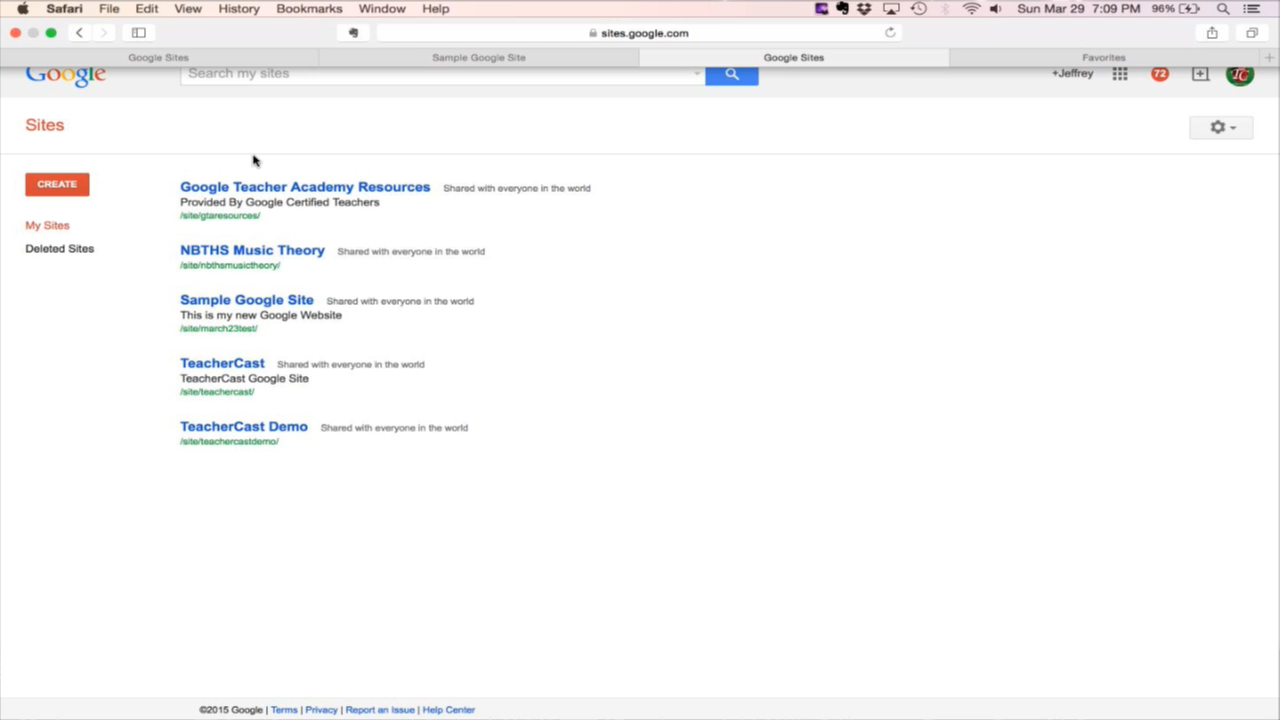 Safari File Edit View History Bookmarks Window Help Sun Mar 29 7:09 PM 96%
sites.google.com
Google Sites Sample Google Site Google Sites Favorites
Google Search my sites +Jeffrey 72 TC
Sites
CREATE
My Sites
Deleted Sites
Google Teacher Academy Resources Shared with everyone in the world
Provided By Google Certified Teachers
/site/gtaresources/
NBTHS Music Theory Shared with everyone in the world
/site/nbthsmusictheory/
Sample Google Site Shared with everyone in the world
This is my new Google Website
/site/march23test/
TeacherCast Shared with everyone in the world
TeacherCast Google Site
/site/teachercast/
TeacherCast Demo Shared with everyone in the world
/site/teachercastdemo/
©2015 Google | Terms | Privacy | Report an Issue | Help Center